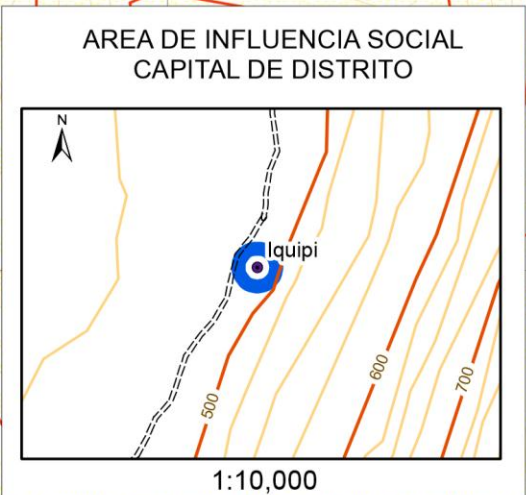 AREA DE INFLUENCIA SOCIAL
CAPITAL DE DISTRITO
N
Iquipi
500
600
700
1:10,000